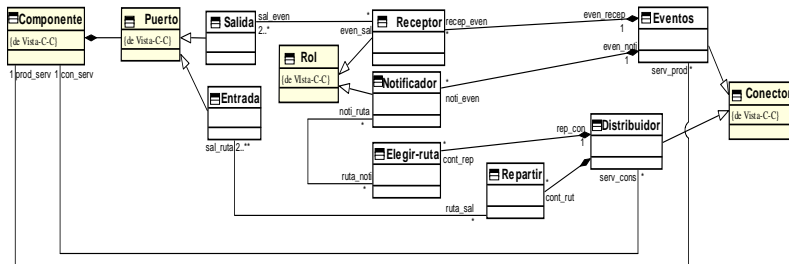 Componente
{de Vista-C-C}
Puerto
{de Vista-C-C}
Salida
sal_even
2..*
*
even_sal
Receptor
recep_even
*
even_recep
1
Eventos
Rol
{de VIsta-C-C}
Notificador
*
noti_even
even_noti
1
serv_prod *
1 prod_serv
1 con_serv
Entrada
sal_ruta 2..**
noti_ruta
*
Conector
{de Vista-C-C}
Elegir-ruta
*
cont_rep
rep_con
1
Distribuidor
ruta_noti
*
Repartir
*
cont_rut
serv_cons *
ruta_sal
*